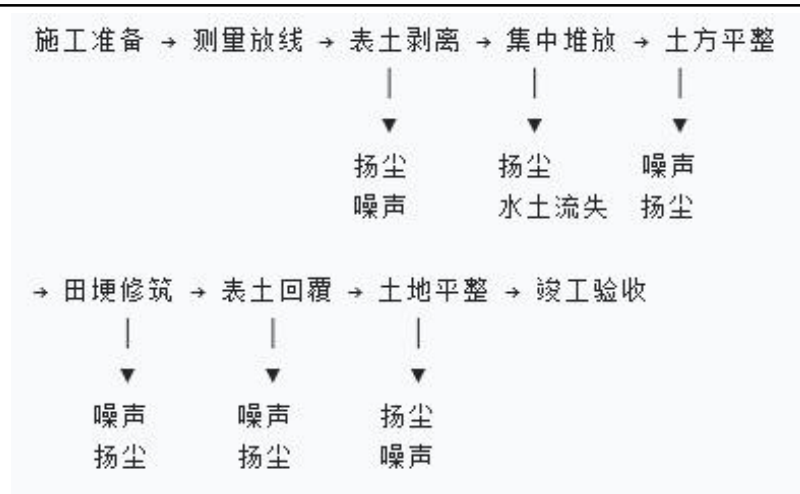 施工准备 → 测量放线 → 表土剥离 → 集中堆放 → 土方平整
扬尘 扬尘 噪声
噪声 水土流失 扬尘
→ 田埂修筑 → 表土回覆 → 土地平整 → 竣工验收
噪声 噪声 扬尘
扬尘 扬尘 噪声